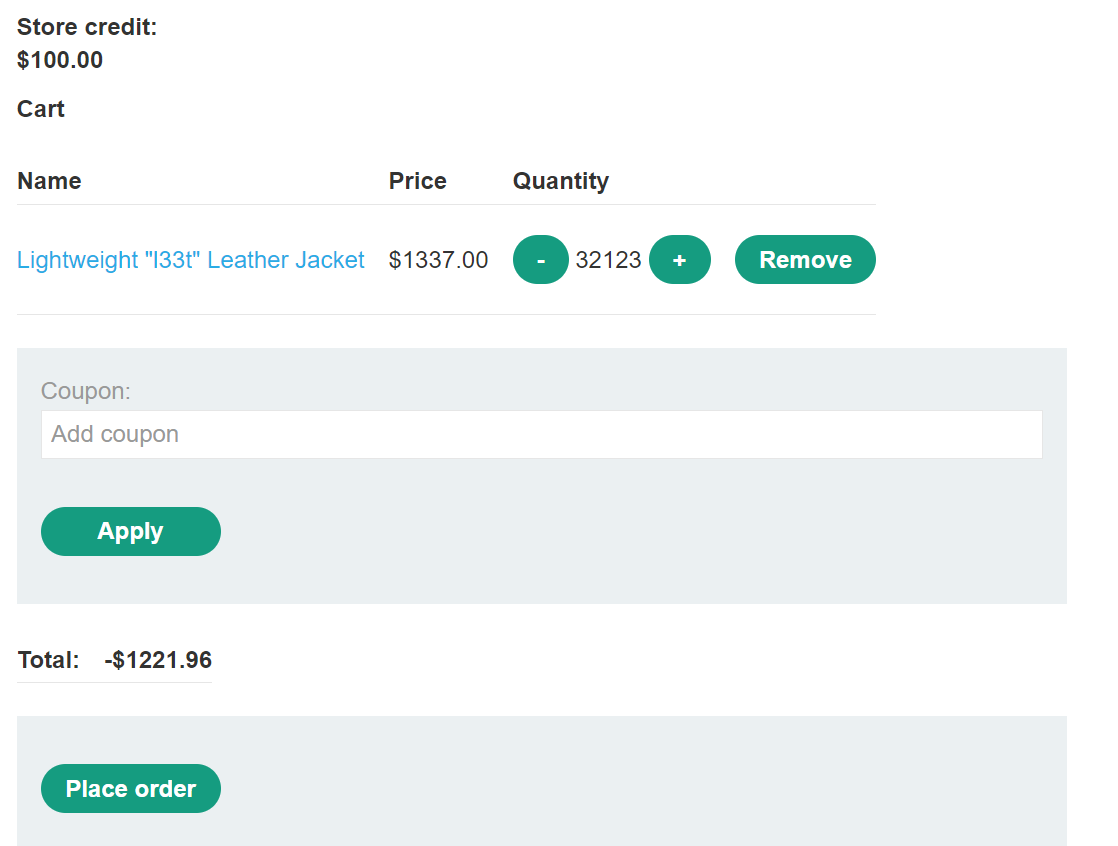 Store credit:
$100.00
Cart
Name Price Quantity
Lightweight "l33t" Leather Jacket $1337.00 - 32123 + Remove
Coupon:
Add coupon
Apply
Total: -$1221.96
Place order